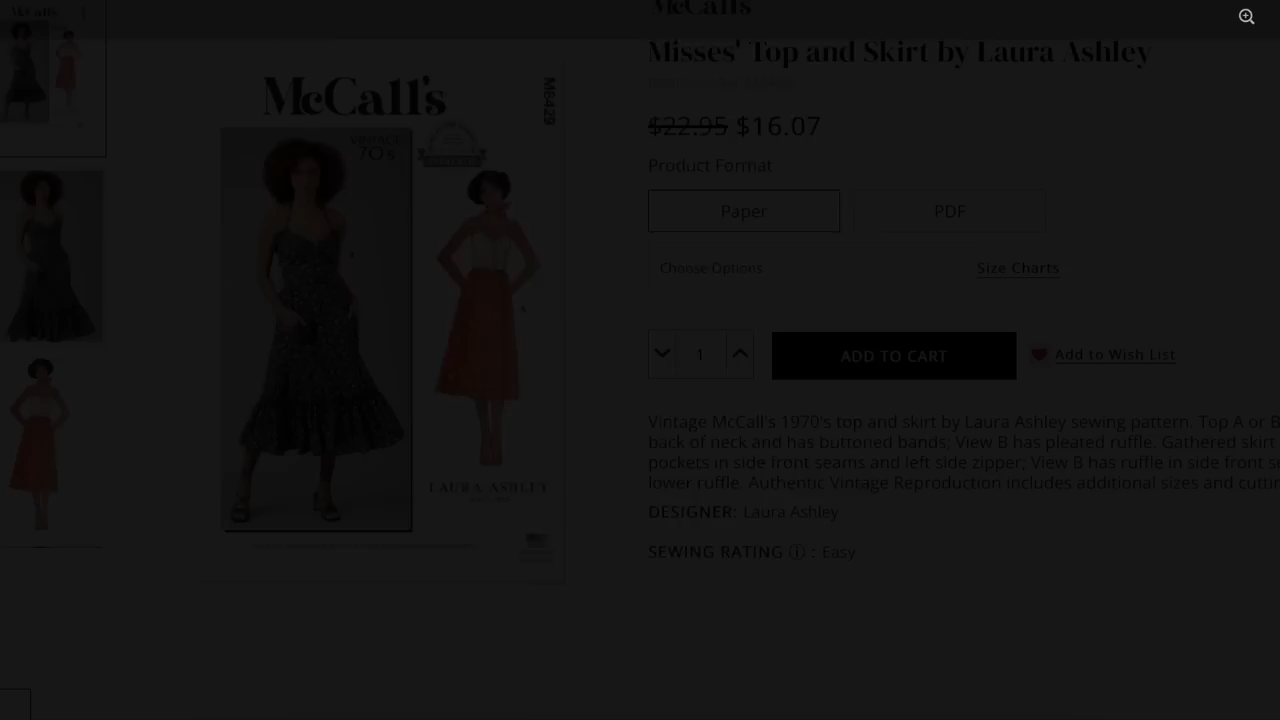 McCall's
Misses' Top and Skirt by Laura Ashley
$22.95 $16.07
Product Format
Paper
PDF
Choose Options
Size Charts
1
ADD TO CART
Add to Wish List
Vintage McCall's 1970's top and skirt by Laura Ashley sewing pattern. Top A or B
back of neck and has buttoned bands; View B has pleated ruffle. Gathered skirt,
pockets in side front seams and left side zipper; View B has ruffle in side front
lower ruffle. Authentic Vintage Reproduction includes additional sizes and
DESIGNER: Laura Ashley
SEWING RATING ⓘ : Easy
McCall's
M8429
VINTAGE
70s
LAURA ASHLEY